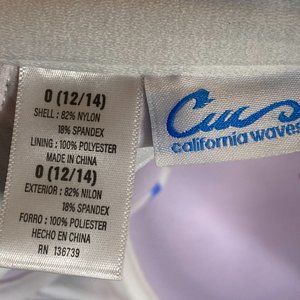 0 (12/14)
SHELL : 82% NYLON
18% SPANDEX
LINING : 100% POLYESTER
MADE IN CHINA
0 (12/14)
EXTERIOR : 82% NILON
18% SPANDEX
FORRO : 100% POLIESTER
HECHO EN CHINA
RN 136739
california waves